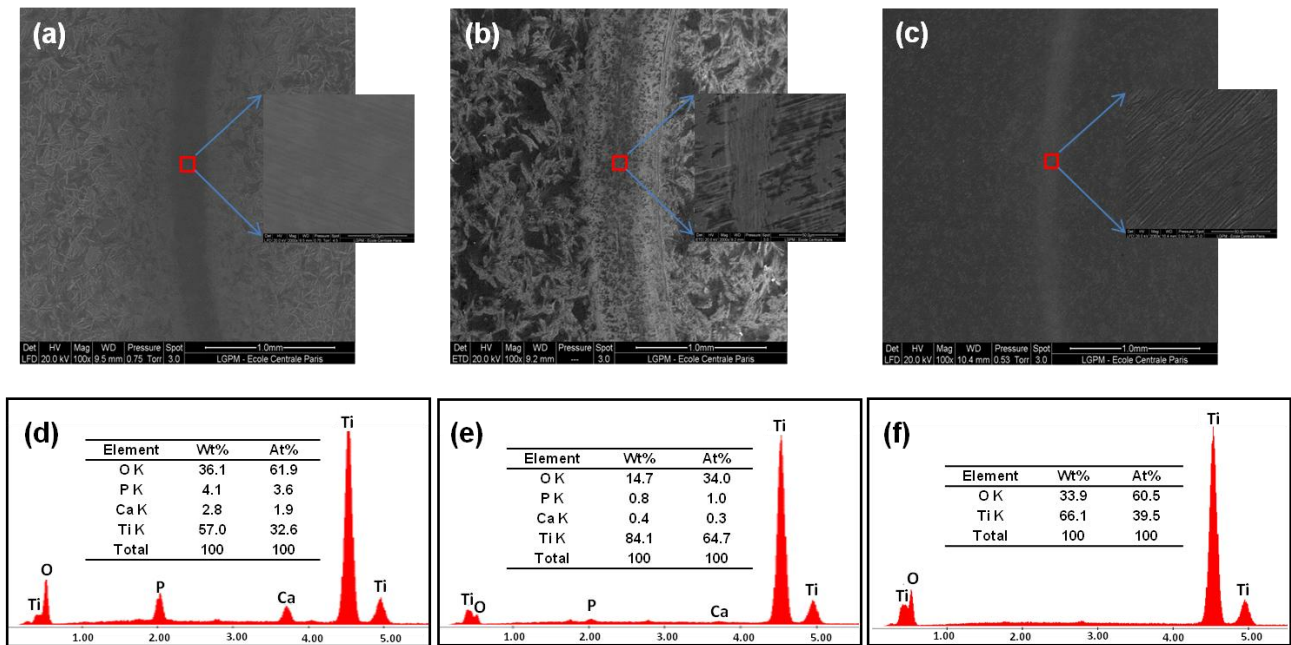 (a)
(b)
(c)
Det HV Mag WD Pressure Spot 1.0mm
LFD 20.0 kV 100x 9.5 mm 0.75 Torr 3.0 LGPM - Ecole Centrale Paris
Det HV Mag WD Pressure Spot 1.0mm
ETD 20.0 kV 100x 9.2 mm --- 3.0 LGPM - Ecole Centrale Paris
Det HV Mag WD Pressure Spot 1.0mm
LFD 20.0 kV 100x 10.4 mm 0.53 Torr 3.0 LGPM - Ecole Centrale Paris
(d)
Element Wt% At%
O K 36.1 61.9
P K 4.1 3.6
Ca K 2.8 1.9
Ti K 57.0 32.6
Total 100 100
Ti O P Ca Ti Ti
1.00 2.00 3.00 4.00 5.00
(e)
Element Wt% At%
O K 14.7 34.0
P K 0.8 1.0
Ca K 0.4 0.3
Ti K 84.1 64.7
Total 100 100
Ti O P Ca Ti Ti
1.00 2.00 3.00 4.00 5.00
(f)
Element Wt% At%
O K 33.9 60.5
Ti K 66.1 39.5
Total 100 100
Ti O Ti Ti
1.00 2.00 3.00 4.00 5.00